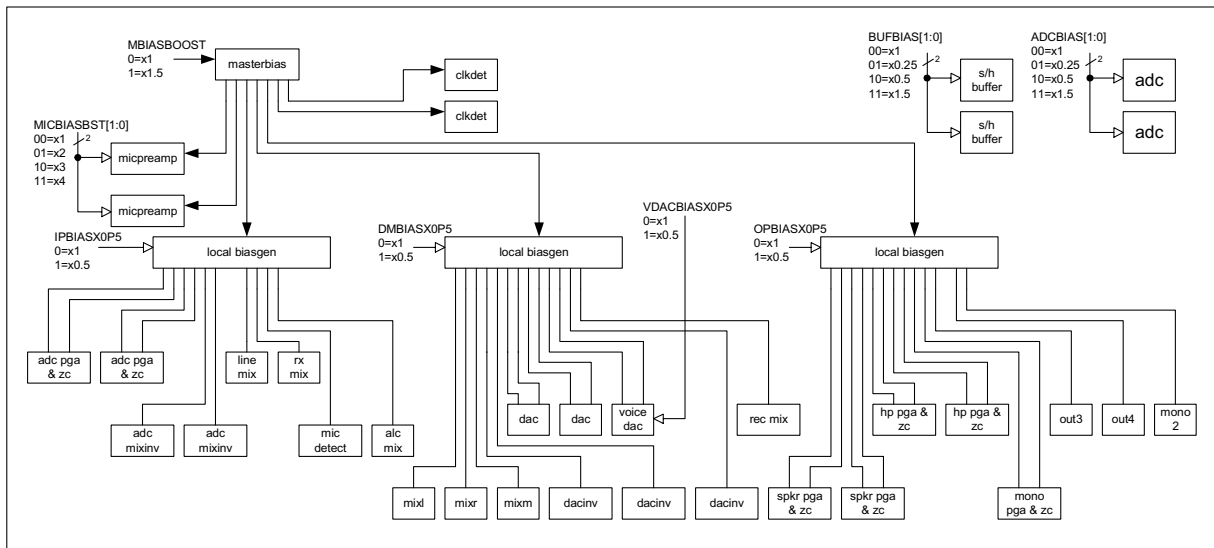 MBIASBOOST
0=x1
1=x1.5
masterbias
clkdet
clkdet
BUFBIAS[1:0]
00=x1
01=x0.25
10=x0.5
11=x1.5
2
s/h
buffer
s/h
buffer
ADCBIAS[1:0]
00=x1
01=x0.25
10=x0.5
11=x1.5
2
adc
adc
MICBIASBST[1:0]
00=x1
01=x2
10=x3
11=x4
2
micpreamp
micpreamp
IPBIASX0P5
0=x1
1=x0.5
local biasgen
DMBIASX0P5
0=x1
1=x0.5
local biasgen
VDACBIASX0P5
0=x1
1=x0.5
OPBIASX0P5
0=x1
1=x0.5
local biasgen
adc pga
& zc
adc pga
& zc
line
mix
rx
mix
adc
mixinv
adc
mixinv
mic
detect
alc
mix
dac
dac
voice
dac
rec mix
mixl
mixr
mixm
dacinv
dacinv
dacinv
hp pga &
zc
hp pga &
zc
out3
out4
mono
2
spkr pga
& zc
spkr pga
& zc
mono
pga & zc